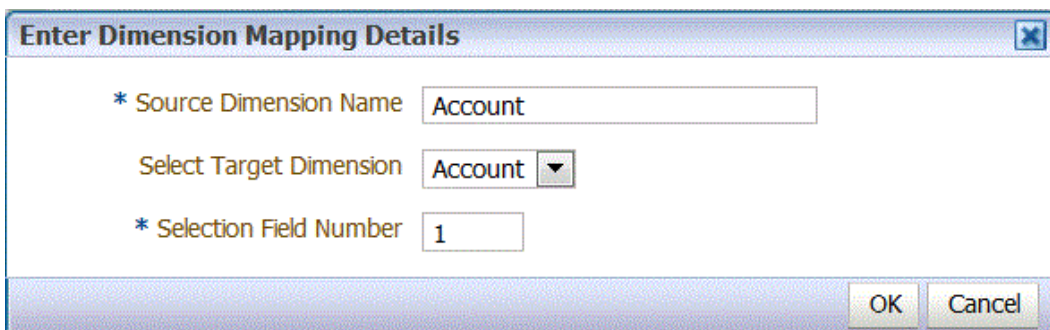 Enter Dimension Mapping Details
* Source Dimension Name Account
Select Target Dimension Account
* Selection Field Number 1
OK Cancel